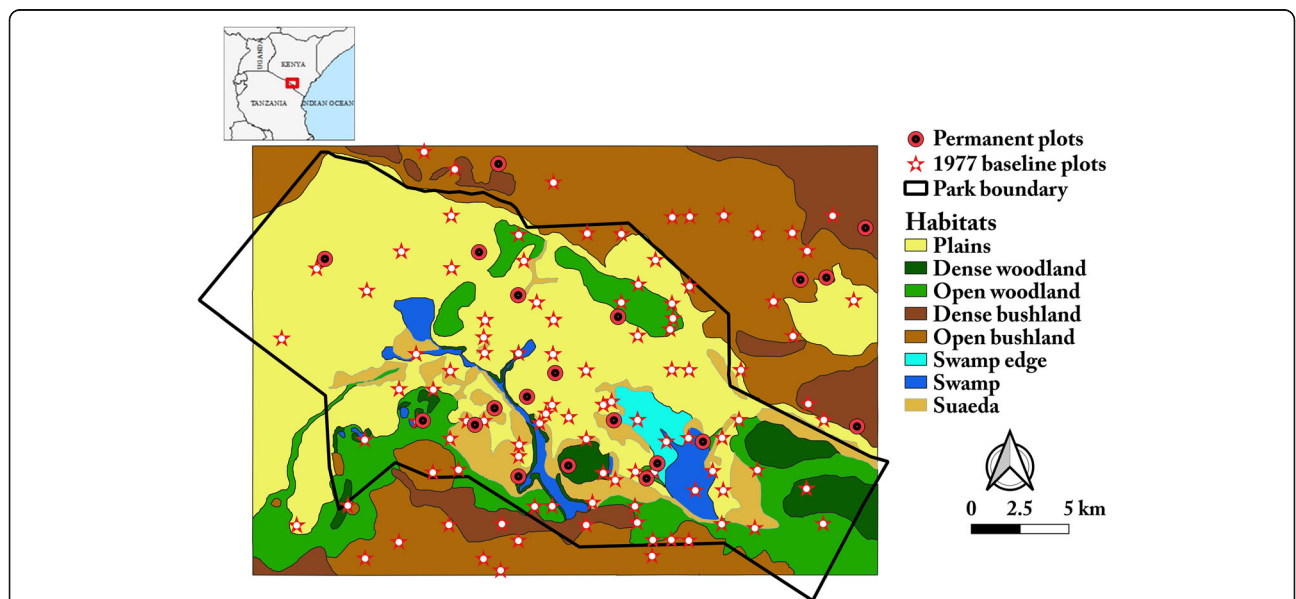 UGANDA
KENYA
TANZANIA
INDIAN OCEAN
Permanent plots
1977 baseline plots
Park boundary
Habitats
Plains
Dense woodland
Open woodland
Dense bushland
Open bushland
Swamp edge
Swamp
Suaeda
0 2.5 5 km